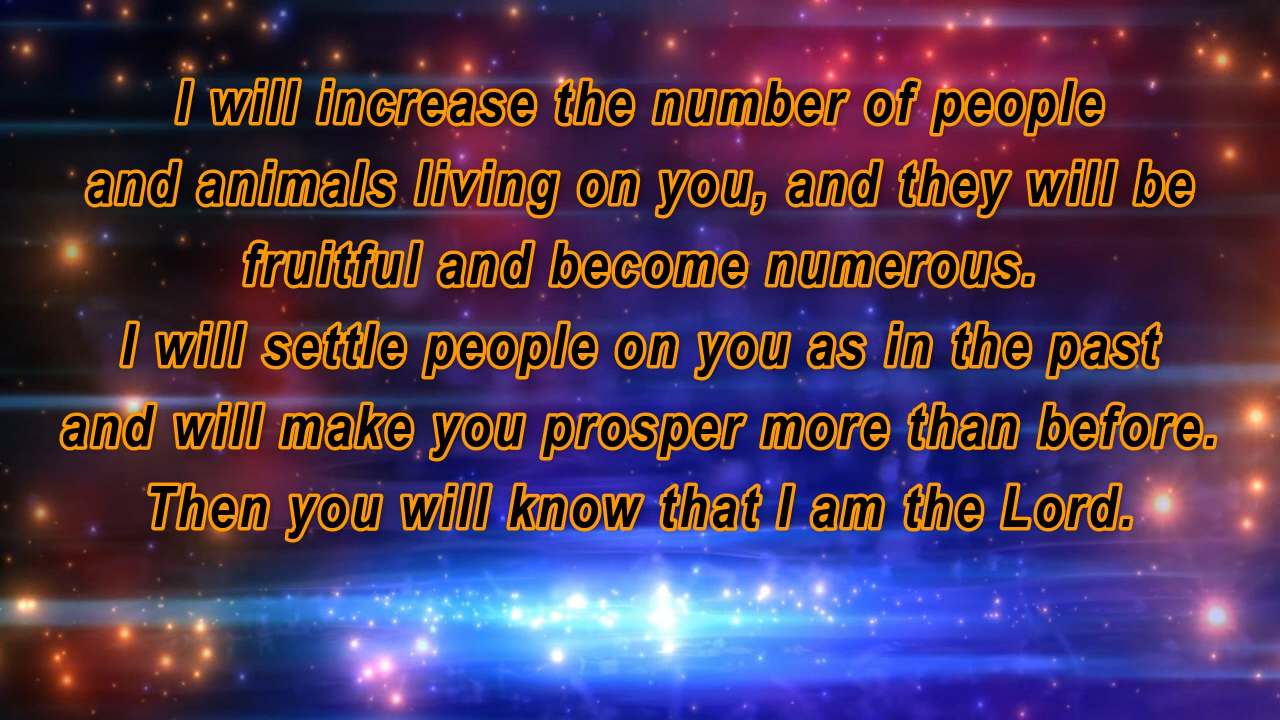 I will increase the number of people
and animals living on you, and they will be
fruitful and become numerous.
I will settle people on you as in the past
and will make you prosper more than before.
Then you will know that I am the Lord.